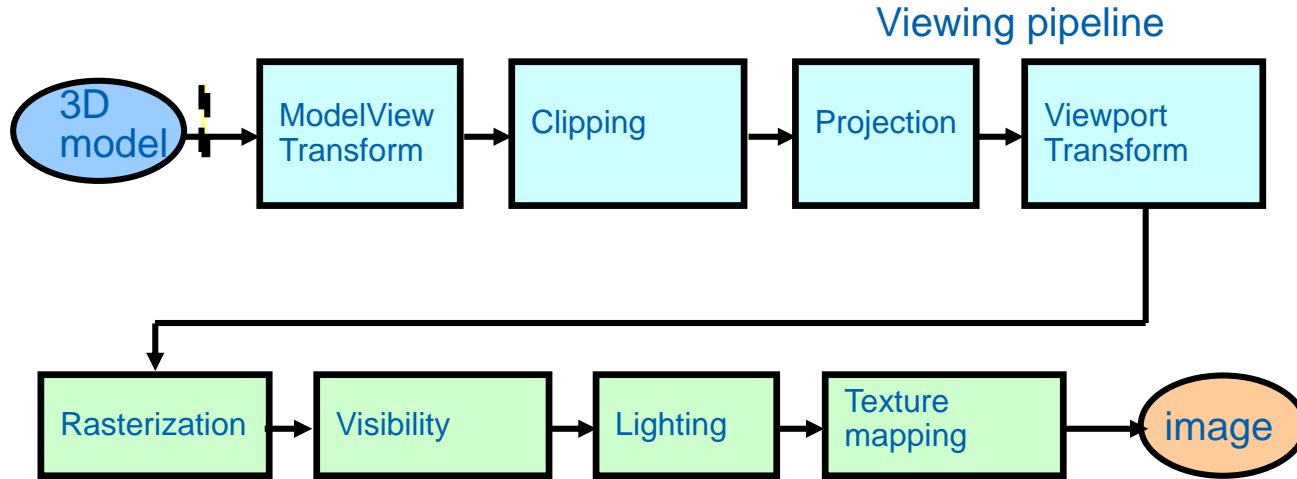 Viewing pipeline
3D
model
ModelView
Transform
Clipping
Projection
Viewport
Transform
Rasterization
Visibility
Lighting
Texture
mapping
image